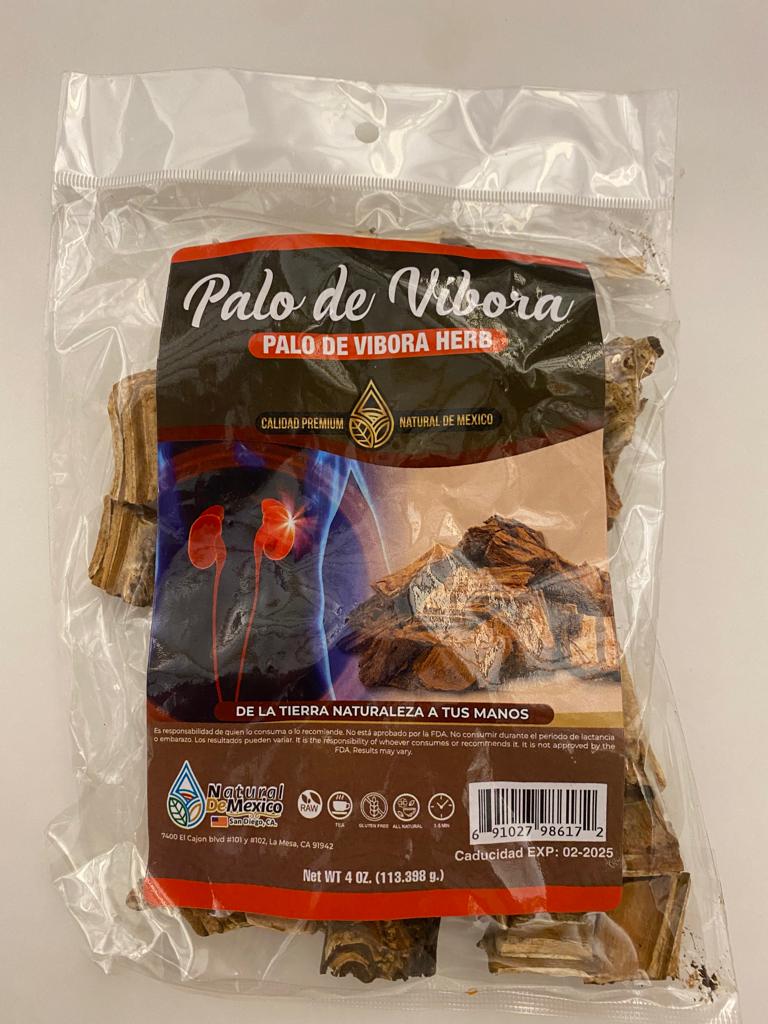 Palo de Vibora
PALO DE VIBORA HERB
CALIDAD PREMIUM NATURAL DE MEXICO
DE LA TIERRA NATURALEZA A TUS MANOS
Es responsabilidad de quien lo consuma o lo recomiende. No está aprobado por la FDA. No consumir durante el periodo de lactancia
o embarazo. Los resultados pueden variar. It is the responsibility of whoever consumes or recommends it. It is not approved by the
FDA, Results may vary.
Natural
DeMexico
San Diego, CA.
RAW
TEA
GLUTEN FREE
ALL NATURAL
7400 El Cajon blvd #101 y #102, La Mesa, CA 91942
6 91027 98617 2
Caducidad EXP: 02-2025
Net WT 4 OZ. (113.398 g.)